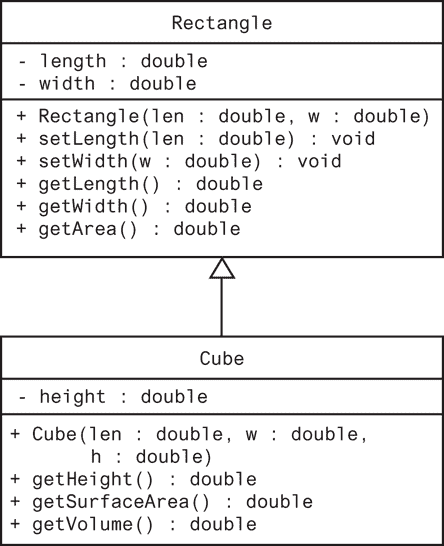 Rectangle
- length : double
- width : double
+ Rectangle(len : double, w : double)
+ setLength(len : double) : void
+ setWidth(w : double) : void
+ getLength() : double
+ getWidth() : double
+ getArea() : double
Cube
- height : double
+ Cube(len : double, w : double,
h : double)
+ getHeight() : double
+ getSurfaceArea() : double
+ getVolume() : double